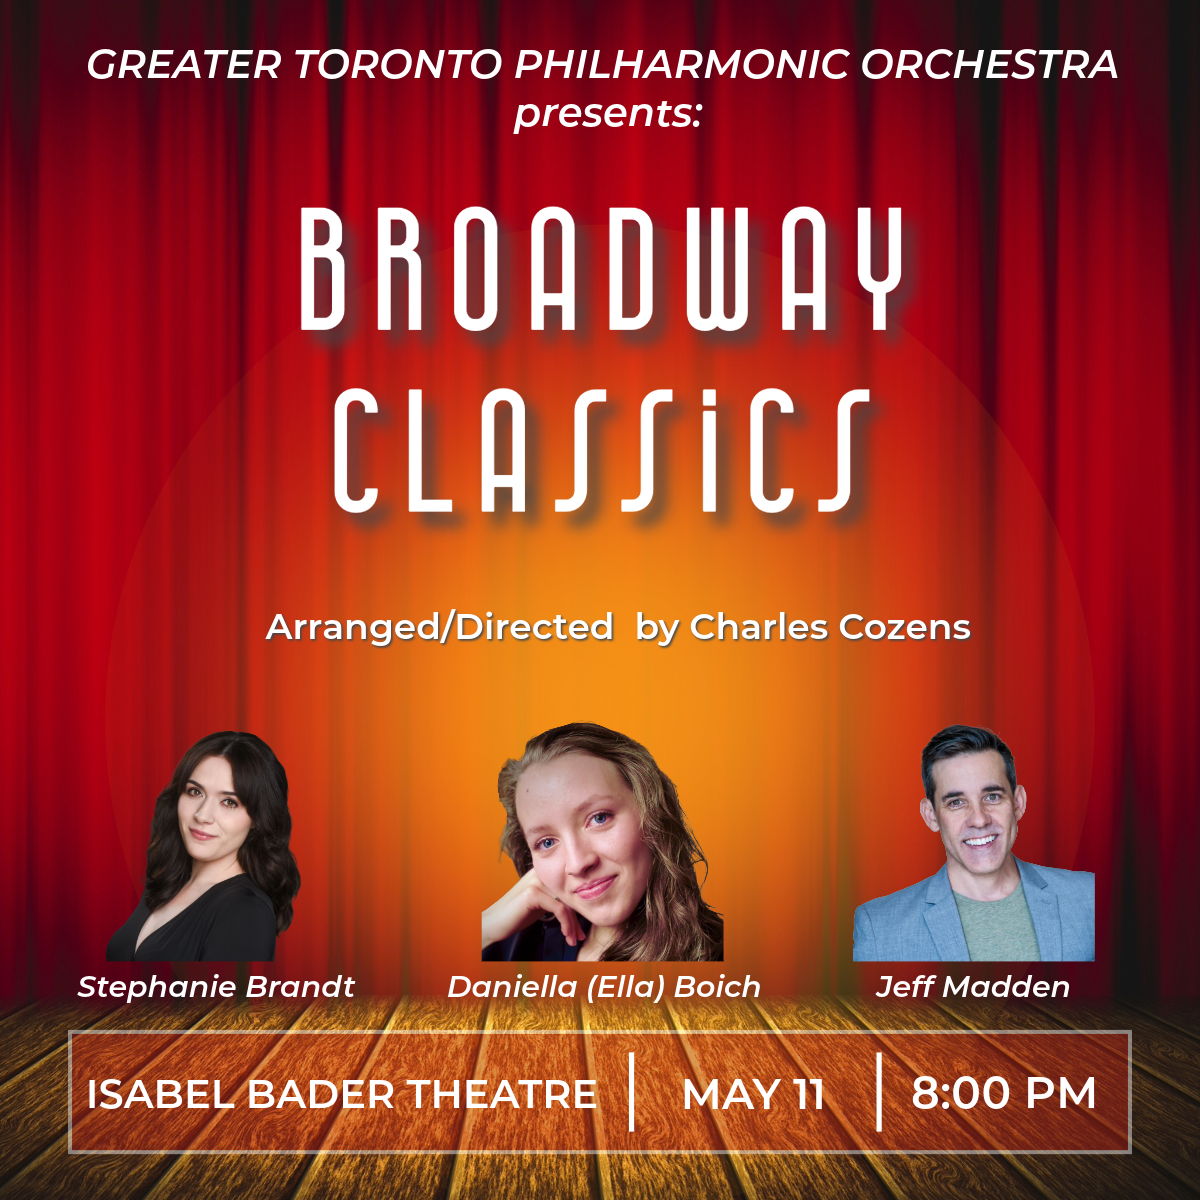 GREATER TORONTO PHILHARMONIC ORCHESTRA
presents:
BROADWAY
CLASSiCS
Arranged/Directed  by Charles Cozens
Stephanie Brandt
Daniella (Ella) Boich
Jeff Madden
ISABEL BADER THEATRE | MAY 11 | 8:00 PM